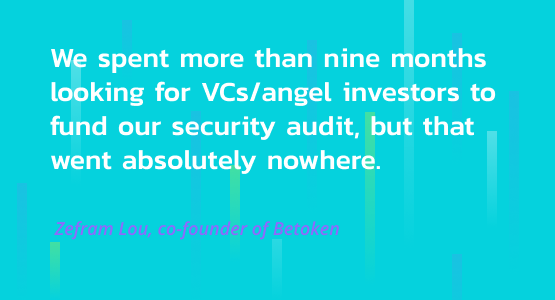 We spent more than nine months
looking for VCs/angel investors to
fund our security audit, but that
went absolutely nowhere.
Zefram Lou, co-founder of Betoken